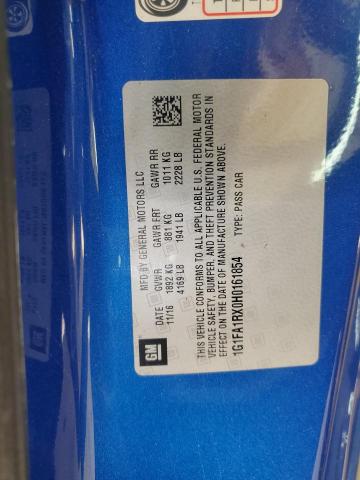 MFD BY GENERAL MOTORS LLC
DATE GVWR GAWR FRT GAWR RR
11/16 1892 KG 881 KG 1011 KG
4169 LB 1941 LB 2228 LB
GM
THIS VEHICLE CONFORMS TO ALL APPLICABLE U.S. FEDERAL MOTOR
VEHICLE SAFETY, BUMPER, AND THEFT PREVENTION STANDARDS IN
EFFECT ON THE DATE OF MANUFACTURE SHOWN ABOVE.
1G1FA1RX0H0161854 TYPE: PASS CAR